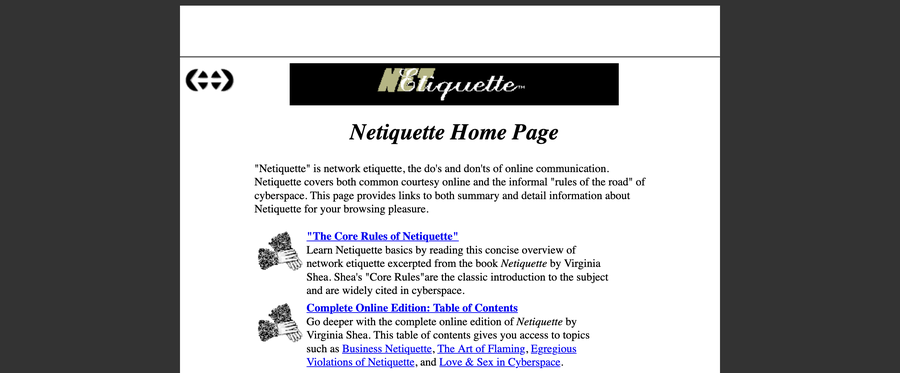 NETiquette™
Netiquette Home Page
"Netiquette" is network etiquette, the do's and don'ts of online communication.
Netiquette covers both common courtesy online and the informal "rules of the road" of
cyberspace. This page provides links to both summary and detail information about
Netiquette for your browsing pleasure.
"The Core Rules of Netiquette"
Learn Netiquette basics by reading this concise overview of
network etiquette excerpted from the book Netiquette by Virginia
Shea. Shea's "Core Rules"are the classic introduction to the subject
and are widely cited in cyberspace.
Complete Online Edition: Table of Contents
Go deeper with the complete online edition of Netiquette by
Virginia Shea. This table of contents gives you access to topics
such as Business Netiquette, The Art of Flaming, Egregious
Violations of Netiquette, and Love & Sex in Cyberspace.